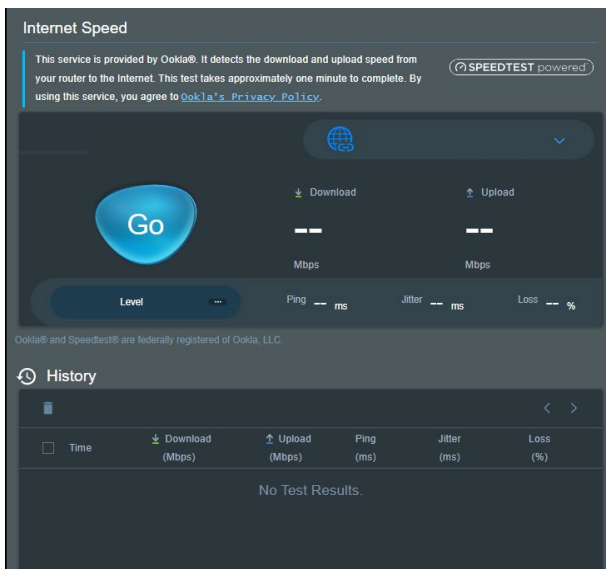 Internet Speed
This service is provided by Ookla®. It detects the download and upload speed from
your router to the Internet. This test takes approximately one minute to complete. By
using this service, you agree to Ookla's Privacy Policy.
SPEEDTEST powered
Go
Download
Upload
--
--
Mbps
Mbps
Level ...
Ping -- ms
Jitter -- ms
Loss -- %
Ookla® and Speedtest® are federally registered of Ookla, LLC.
History
Time Download Upload Ping Jitter Loss
(Mbps) (Mbps) (ms) (ms) (%)
No Test Results.